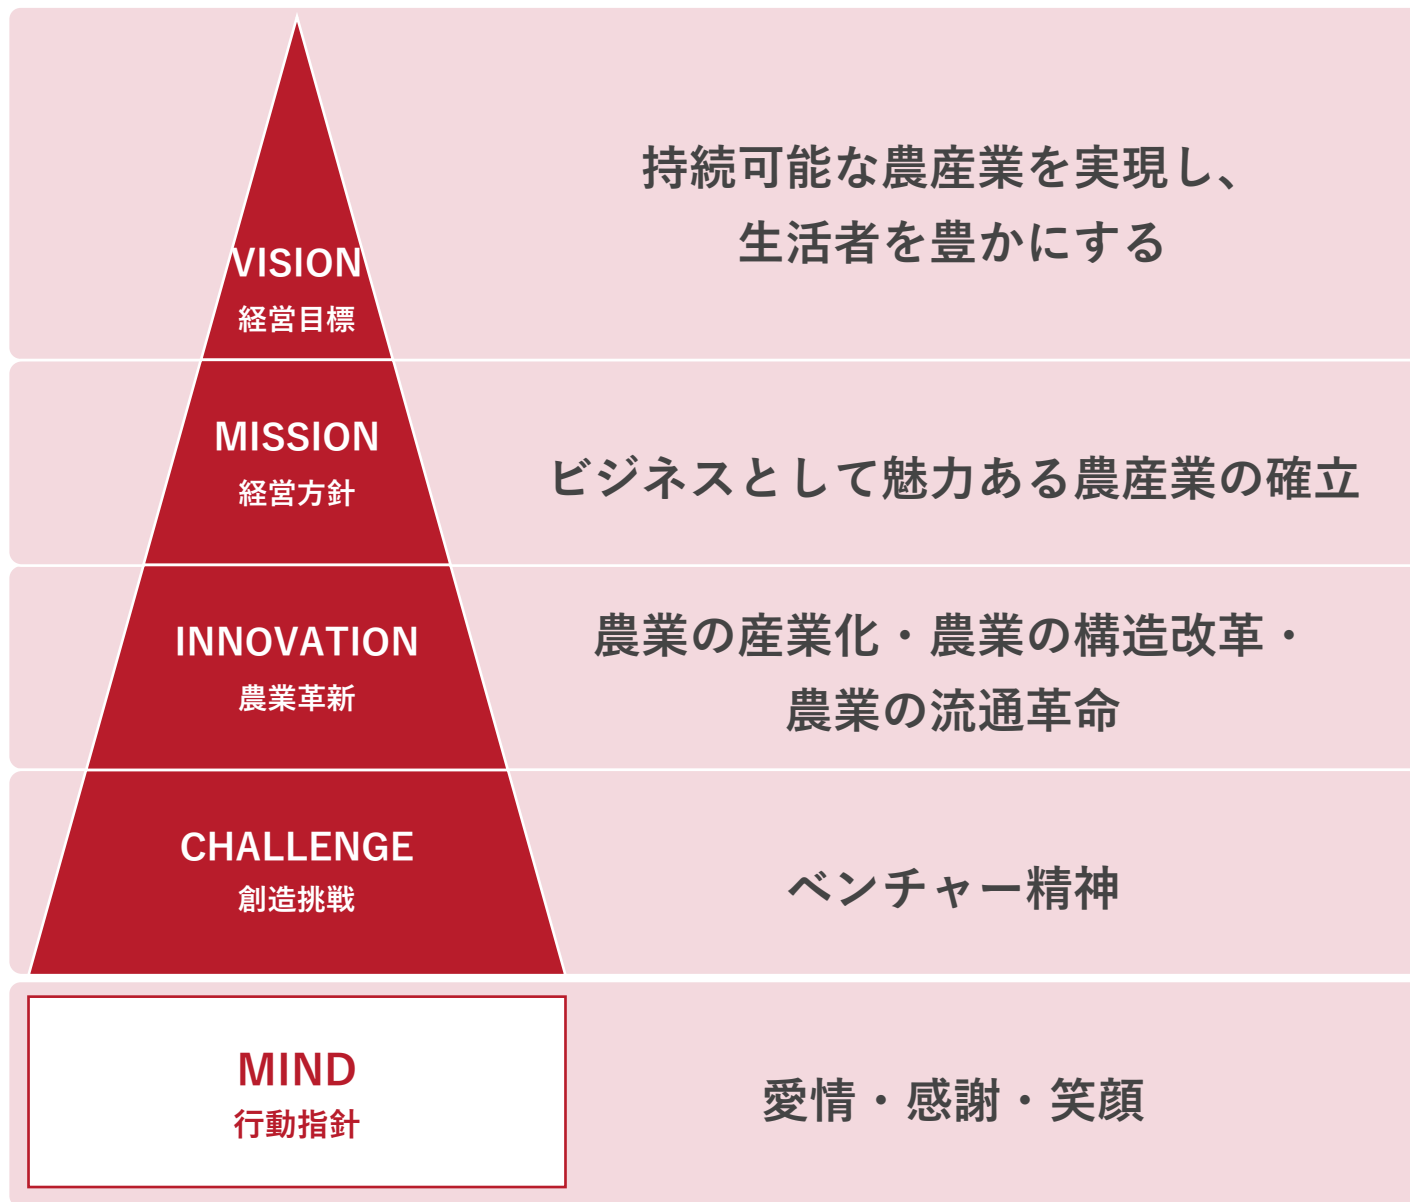 VISION
経営目標
持続可能な農産業を実現し、
生活者を豊かにする
MISSION
経営方針
ビジネスとして魅力ある農産業の確立
INNOVATION
農業革新
農業の産業化・農業の構造改革・
農業の流通革命
CHALLENGE
創造挑戦
ベンチャー精神
MIND
行動指針
愛情・感謝・笑顔